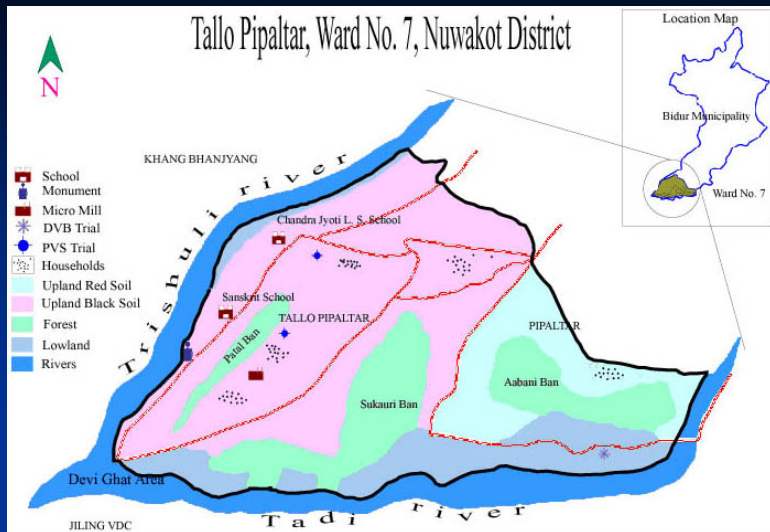 Tallo Pipaltar, Ward No. 7, Nuwakot District
Location Map
Bidur Municipality
Ward No. 7
N
KHANG BHANJYANG
Trishuli river
School
Monument
Micro Mill
DVB Trial
PVS Trial
Households
Upland Red Soil
Upland Black Soil
Forest
Lowland
Rivers
Chandra Jyoti L. S. School
Sanskrit School
TALLO PIPALTAR
PIPALTAR
Patal Ban
Sukauri Ban
Aabani Ban
Devi Ghat Area
Tadi river
JILING VDC